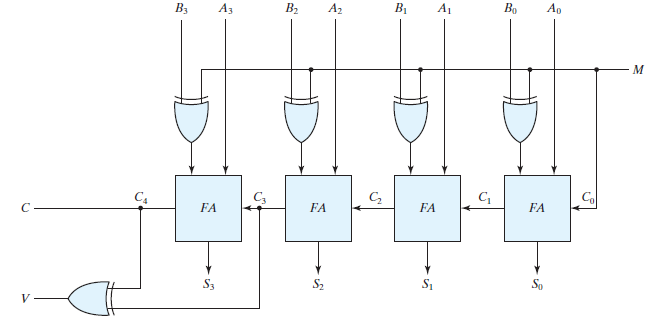 B₃ A₃ B₂ A₂ B₁ A₁ B₀ A₀
M
C C₄ FA C₃ FA C₂ FA C₁ FA C₀
S₃ S₂ S₁ S₀
V